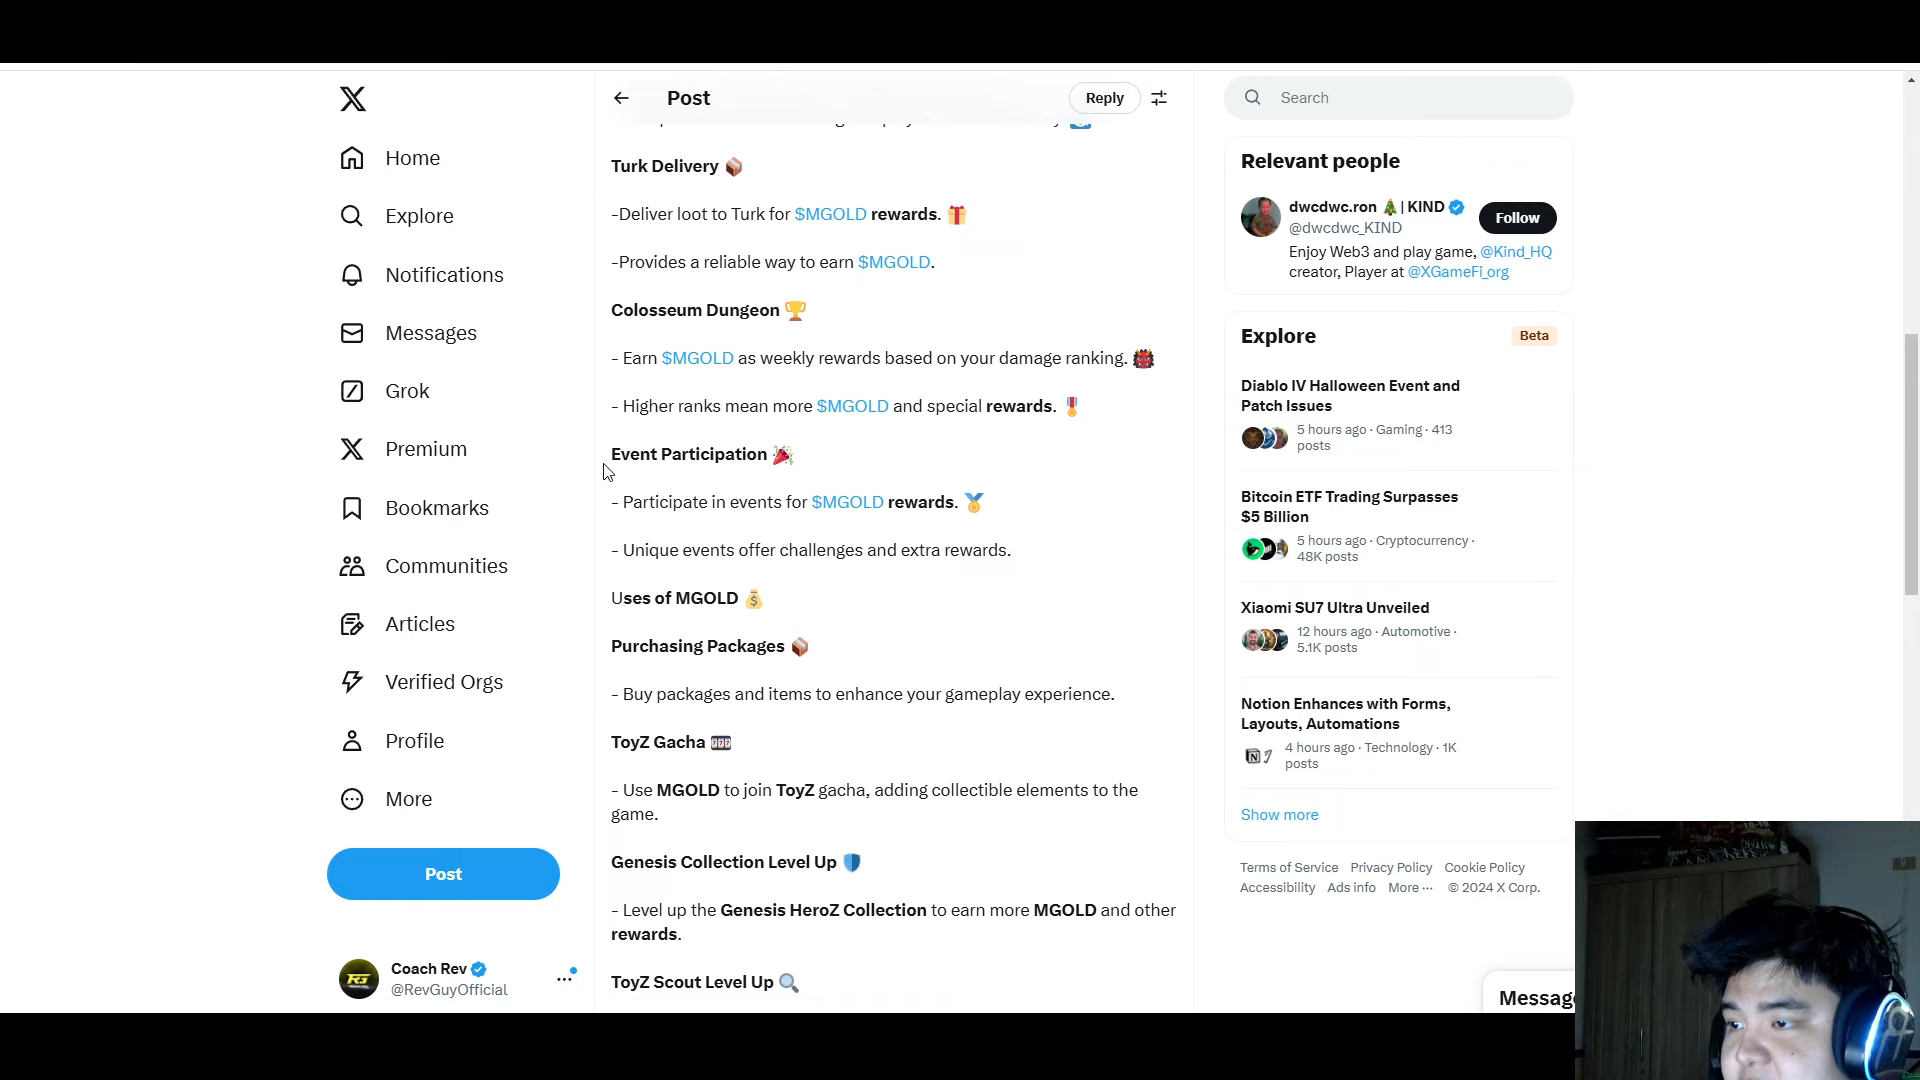 Post
Reply
Search
Home
Explore
Notifications
Messages
Grok
Premium
Bookmarks
Communities
Articles
Verified Orgs
Profile
More
Post
Coach Rev
@RevGuyOfficial
Turk Delivery 📦
-Deliver loot to Turk for $MGOLD rewards. 🎁
-Provides a reliable way to earn $MGOLD.
Colosseum Dungeon 🏆
- Earn $MGOLD as weekly rewards based on your damage ranking. 👹
- Higher ranks mean more $MGOLD and special rewards. 🎖️
Event Participation 🎉
- Participate in events for $MGOLD rewards. 🏅
- Unique events offer challenges and extra rewards.
Uses of MGOLD 💰
Purchasing Packages 📦
- Buy packages and items to enhance your gameplay experience.
ToyZ Gacha 🎰
- Use MGOLD to join ToyZ gacha, adding collectible elements to the
game.
Genesis Collection Level Up 🛡️
- Level up the Genesis HeroZ Collection to earn more MGOLD and other
rewards.
ToyZ Scout Level Up 🔍
Relevant people
dwcdwc.ron 🎄| KIND
@dwcdwc_KIND
Follow
Enjoy Web3 and play game, @Kind_HQ
creator, Player at @XGameFi_org
Explore
Beta
Diablo IV Halloween Event and
Patch Issues
5 hours ago · Gaming · 413
posts
Bitcoin ETF Trading Surpasses
$5 Billion
5 hours ago · Cryptocurrency ·
48K posts
Xiaomi SU7 Ultra Unveiled
12 hours ago · Automotive ·
5.1K posts
Notion Enhances with Forms,
Layouts, Automations
4 hours ago · Technology · 1K
posts
Show more
Terms of Service Privacy Policy Cookie Policy
Accessibility Ads info More ··· © 2024 X Corp.